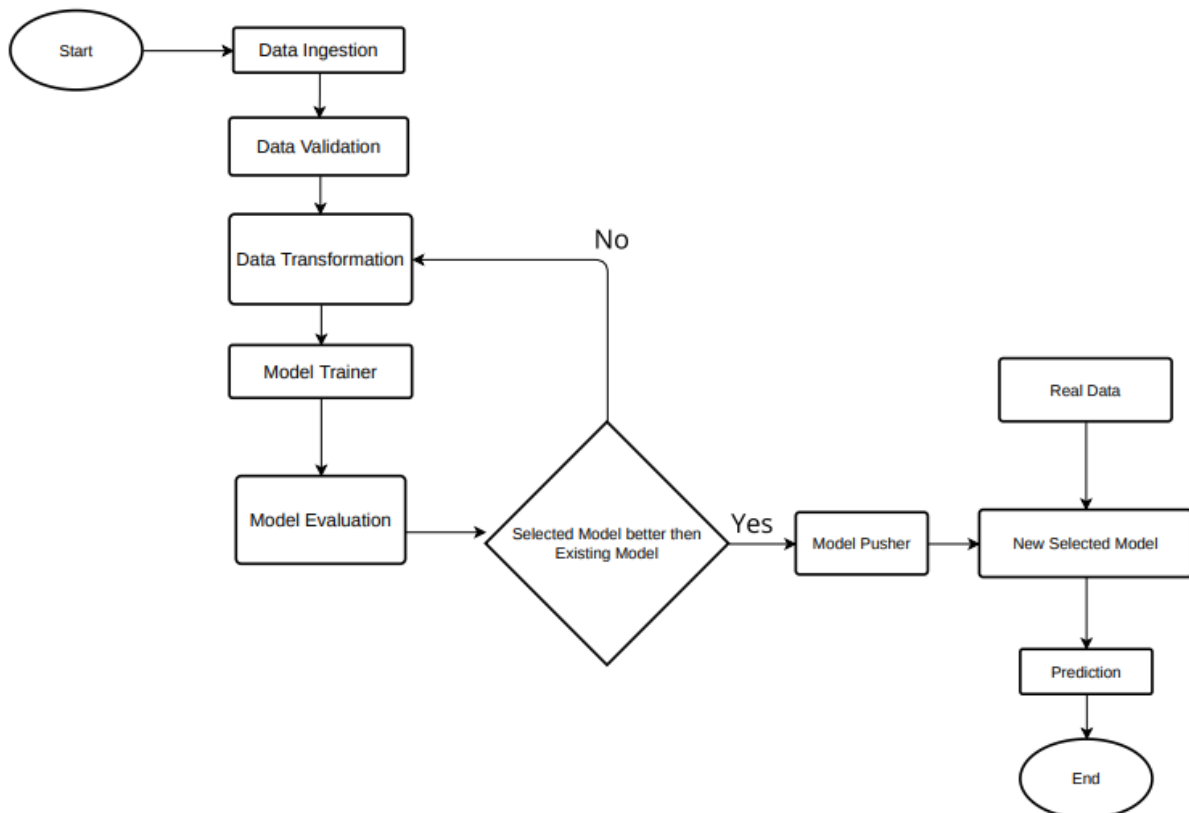 Start
Data Ingestion
Data Validation
Data Transformation
No
Model Trainer
Model Evaluation
Selected Model better then
Existing Model
Yes
Model Pusher
Real Data
New Selected Model
Prediction
End